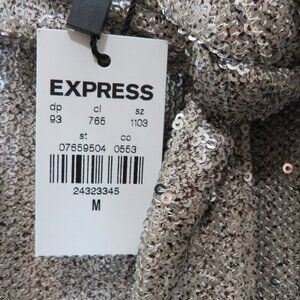 EXPRESS
dp cl sz
93 765 1103
st cc
07659504 0553
24323345
M